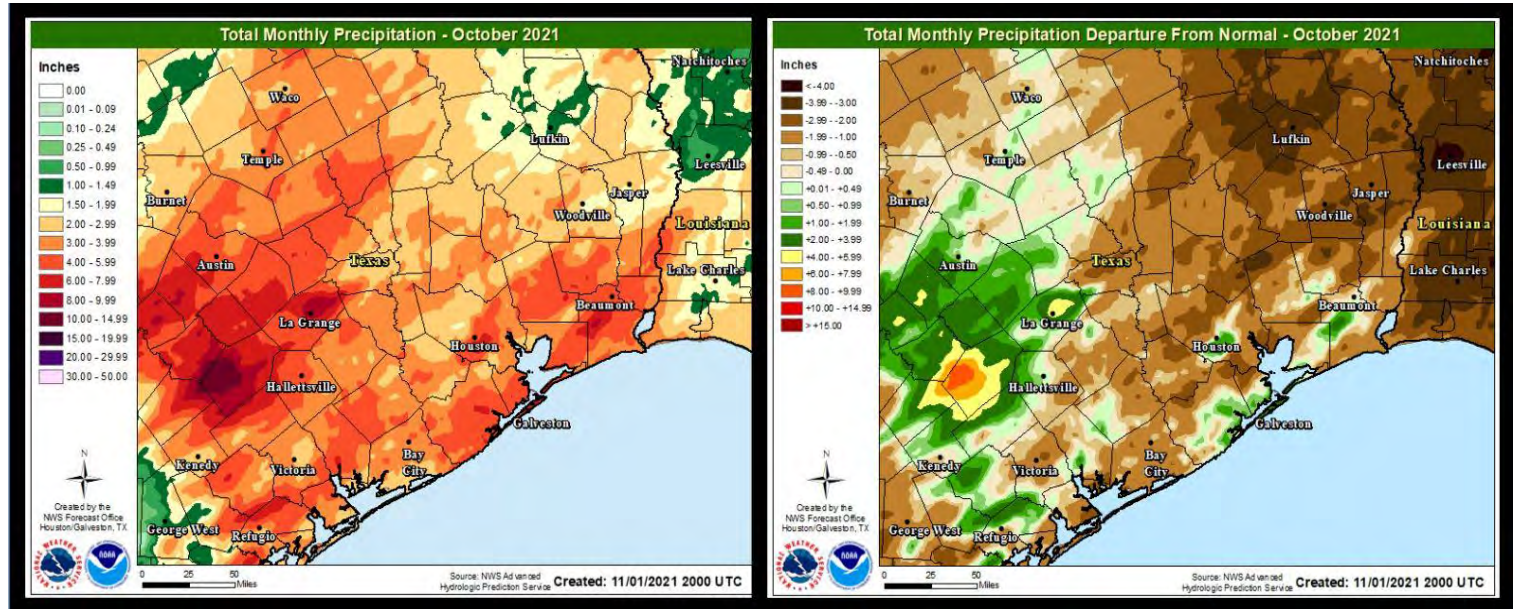 Total Monthly Precipitation - October 2021
Inches
0.00
0.01 - 0.09
0.10 - 0.24
0.25 - 0.49
0.50 - 0.99
1.00 - 1.49
1.50 - 1.99
2.00 - 2.99
3.00 - 3.99
4.00 - 5.99
6.00 - 7.99
8.00 - 9.99
10.00 - 14.99
15.00 - 19.99
20.00 - 29.99
30.00 - 50.00
Natchitoches
Waco
Lufkin
Temple
Leesville
Burnet
Jasper
Woodville
Louisiana
Austin
Texas
Lake Charles
Beaumont
La Grange
Houston
Hallettsville
Galveston
Kenedy
Victoria
Bay
City
George West
Refugio
N
Created by the
NWS Forecast Office
Houston/Galveston, TX
NATIONAL WEATHER SERVICE
NOAA
0 25 50
Miles
Source: NWS Advanced
Hydrologic Prediction Service
Created: 11/01/2021 2000 UTC
Total Monthly Precipitation Departure From Normal - October 2021
Inches
< -4.00
-3.99 - -3.00
-2.99 - -2.00
-1.99 - -1.00
-0.99 - -0.50
-0.49 - 0.00
+0.01 - +0.49
+0.50 - +0.99
+1.00 - +1.99
+2.00 - +3.99
+4.00 - +5.99
+6.00 - +7.99
+8.00 - +9.99
+10.00 - +14.99
> +15.00
Natchitoches
Waco
Lufkin
Temple
Leesville
Burnet
Jasper
Woodville
Louisiana
Austin
Texas
Lake Charles
Beaumont
La Grange
Houston
Hallettsville
Galveston
Kenedy
Victoria
Bay
City
George West
Refugio
N
Created by the
NWS Forecast Office
Houston/Galveston, TX
NATIONAL WEATHER SERVICE
NOAA
0 25 50
Miles
Source: NWS Advanced
Hydrologic Prediction Service
Created: 11/01/2021 2000 UTC